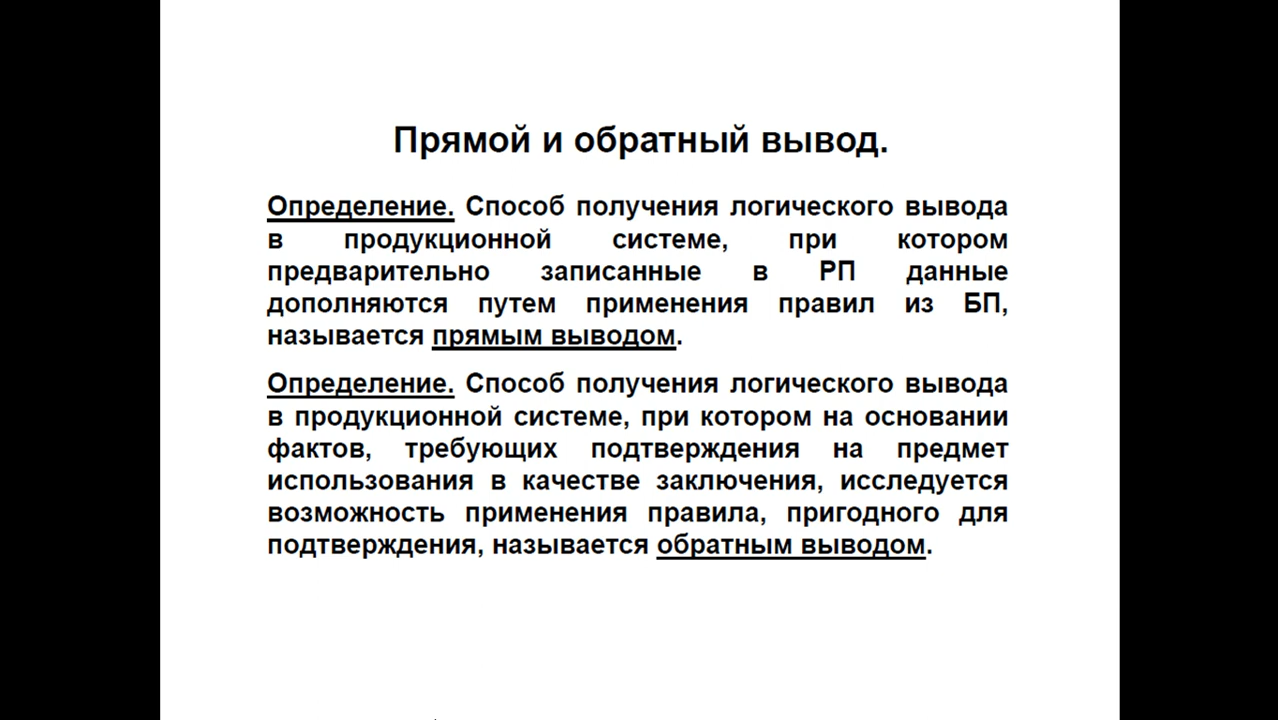 Прямой и обратный вывод.
Определение. Способ получения логического вывода
в продукционной системе, при котором
предварительно записанные в РП данные
дополняются путем применения правил из БП,
называется прямым выводом.
Определение. Способ получения логического вывода
в продукционной системе, при котором на основании
фактов, требующих подтверждения на предмет
использования в качестве заключения, исследуется
возможность применения правила, пригодного для
подтверждения, называется обратным выводом.